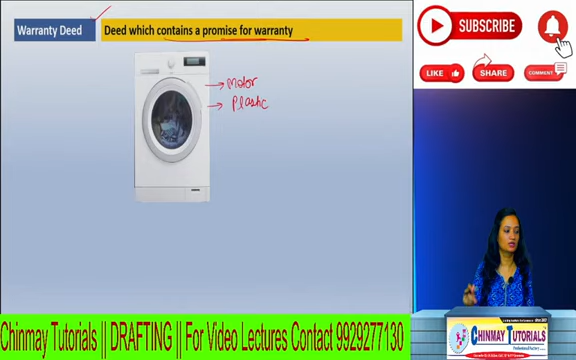 Warranty Deed
Deed which contains a promise for warranty
Motor
Plastic
SUBSCRIBE
LIKE
SHARE
COMMENT
CHINMAY TUTORIALS
Chinmay Tutorials || DRAFTING || For Video Lectures Contact 9929277130